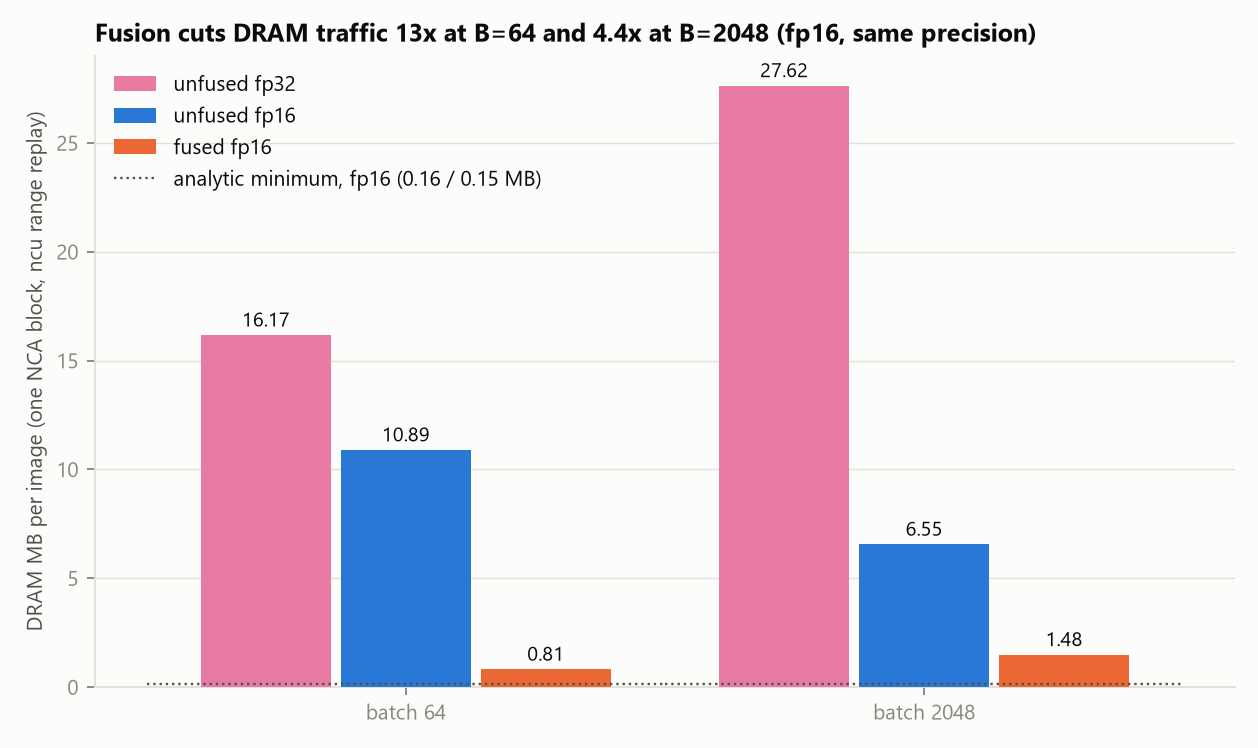 Fusion cuts DRAM traffic 13x at B=64 and 4.4x at B=2048 (fp16, same precision)
unfused fp32
unfused fp16
fused fp16
analytic minimum, fp16 (0.16 / 0.15 MB)
DRAM MB per image (one NCA block, ncu range replay)
25
20
15
10
5
0
16.17
10.89
0.81
27.62
6.55
1.48
batch 64
batch 2048